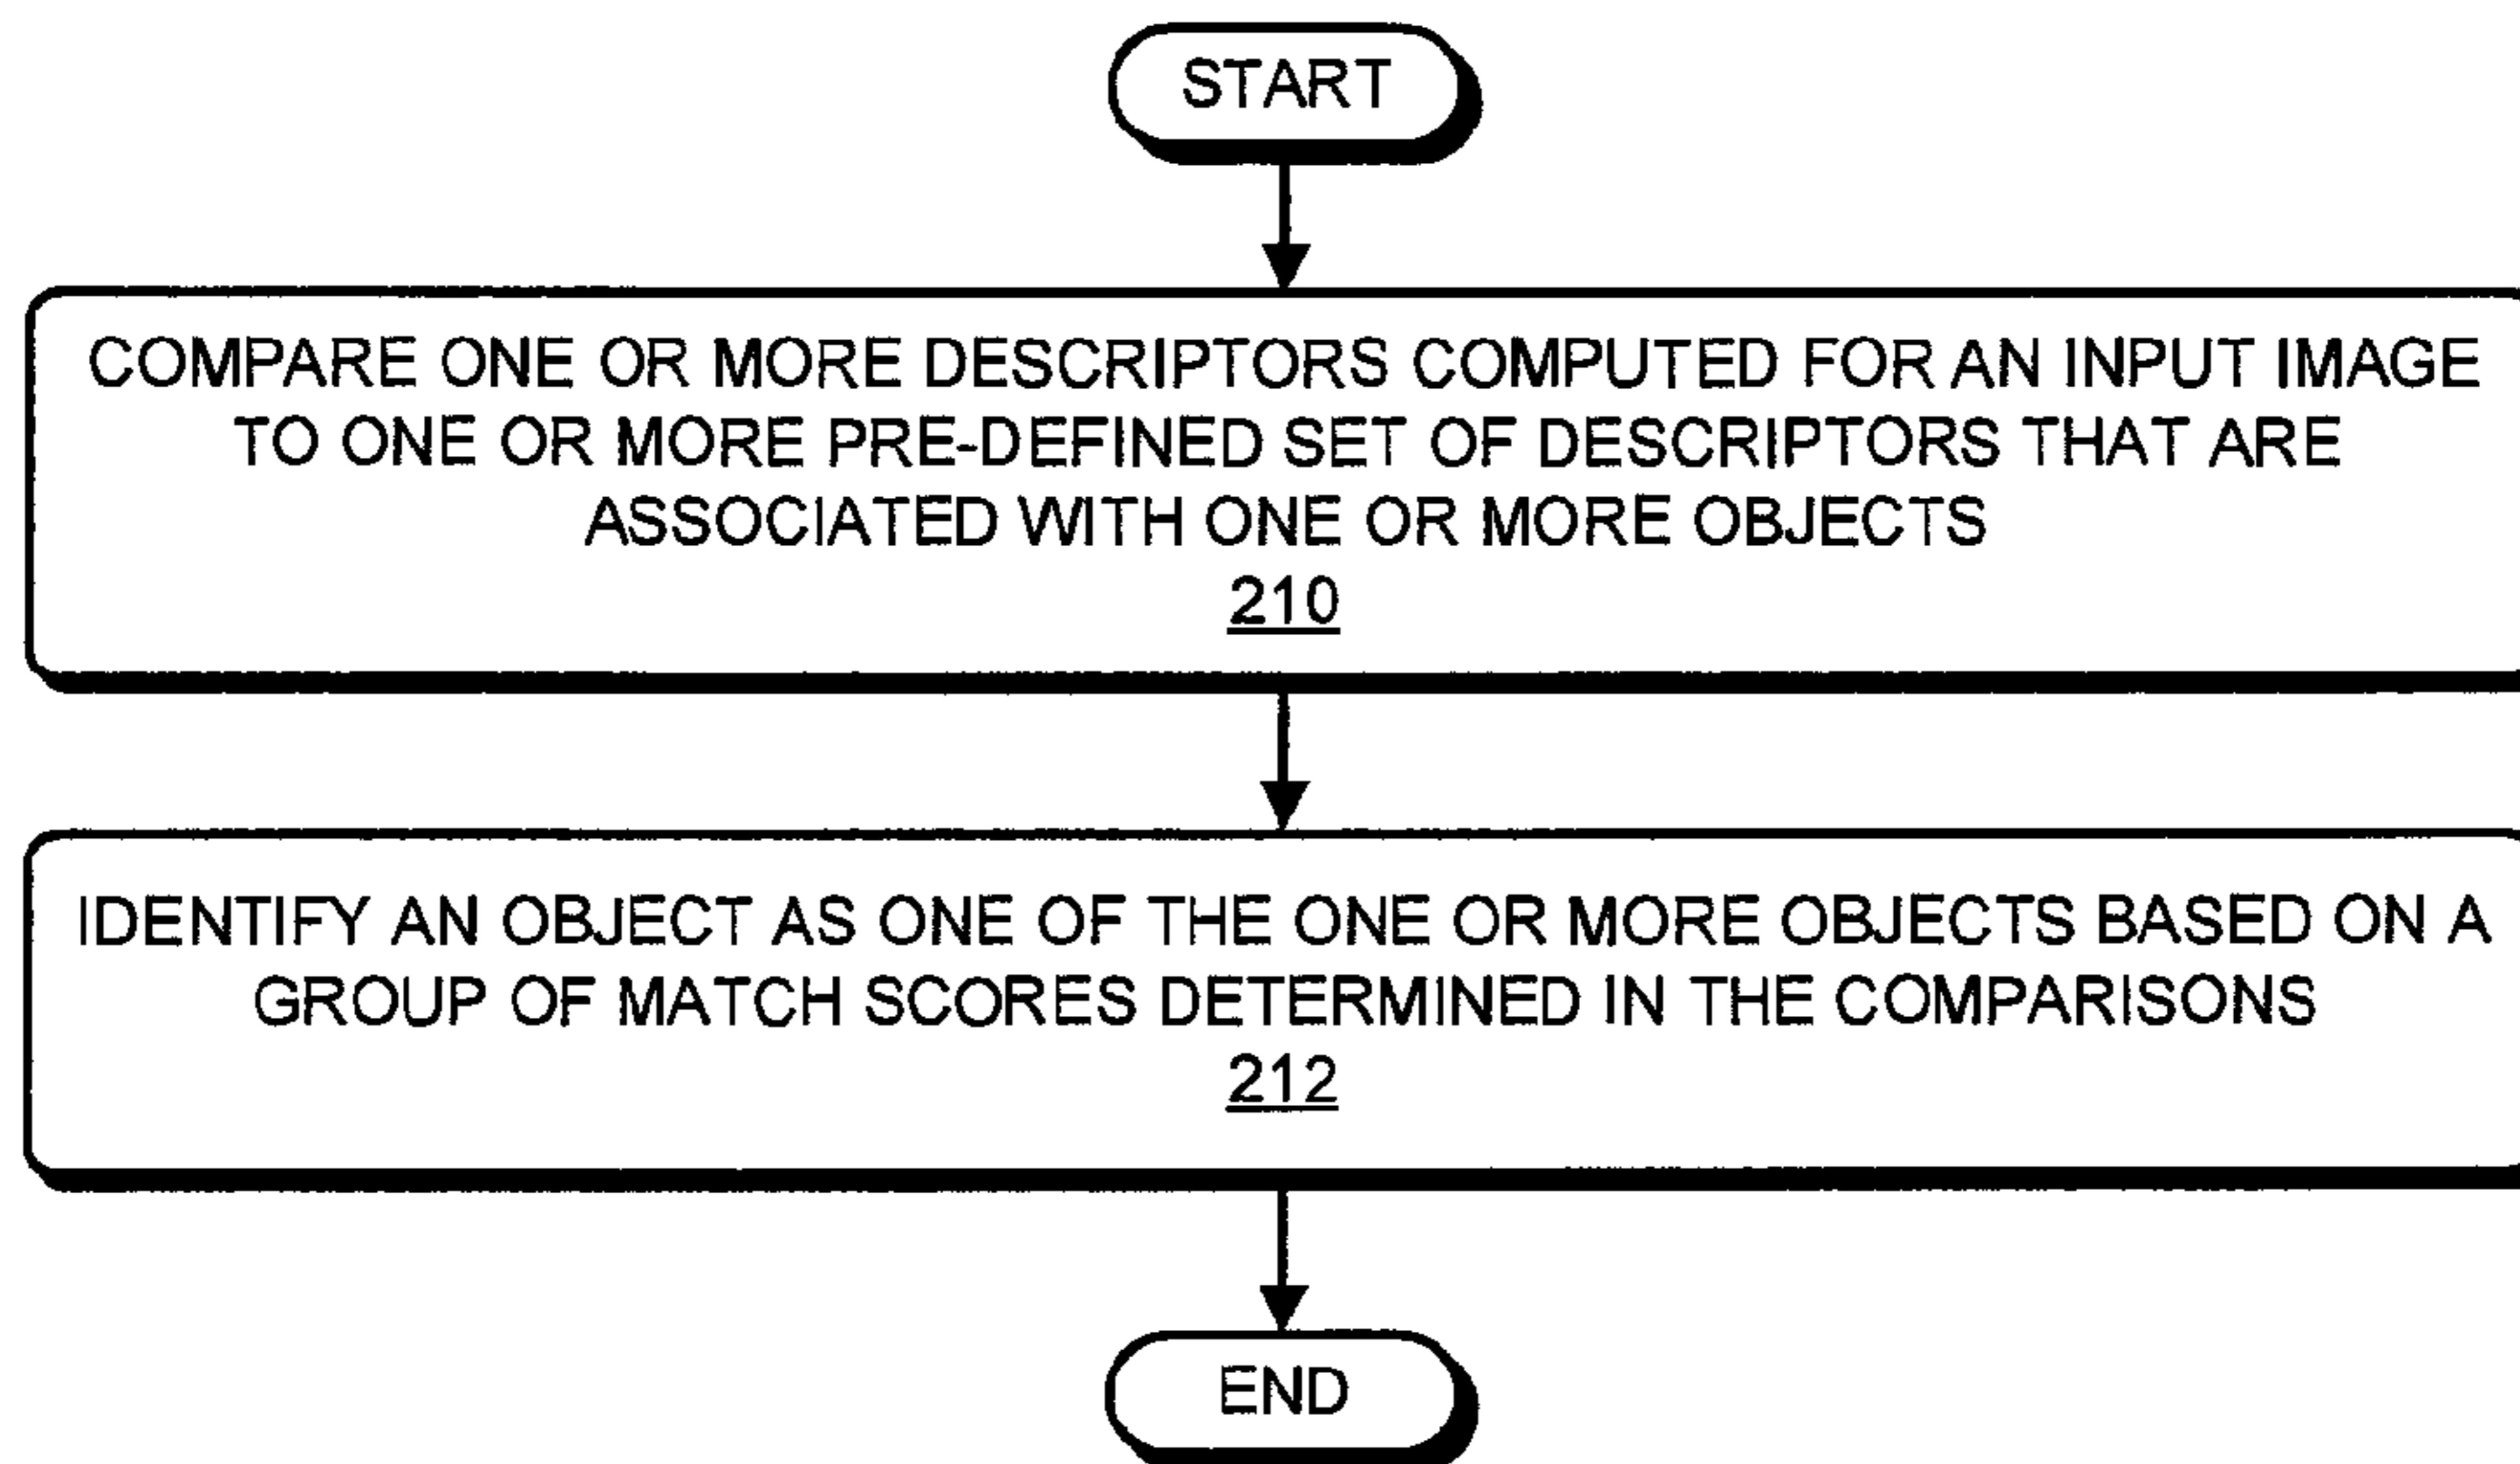 START
COMPARE ONE OR MORE DESCRIPTORS COMPUTED FOR AN INPUT IMAGE
TO ONE OR MORE PRE-DEFINED SET OF DESCRIPTORS THAT ARE
ASSOCIATED WITH ONE OR MORE OBJECTS
210
IDENTIFY AN OBJECT AS ONE OF THE ONE OR MORE OBJECTS BASED ON A
GROUP OF MATCH SCORES DETERMINED IN THE COMPARISONS
212
END